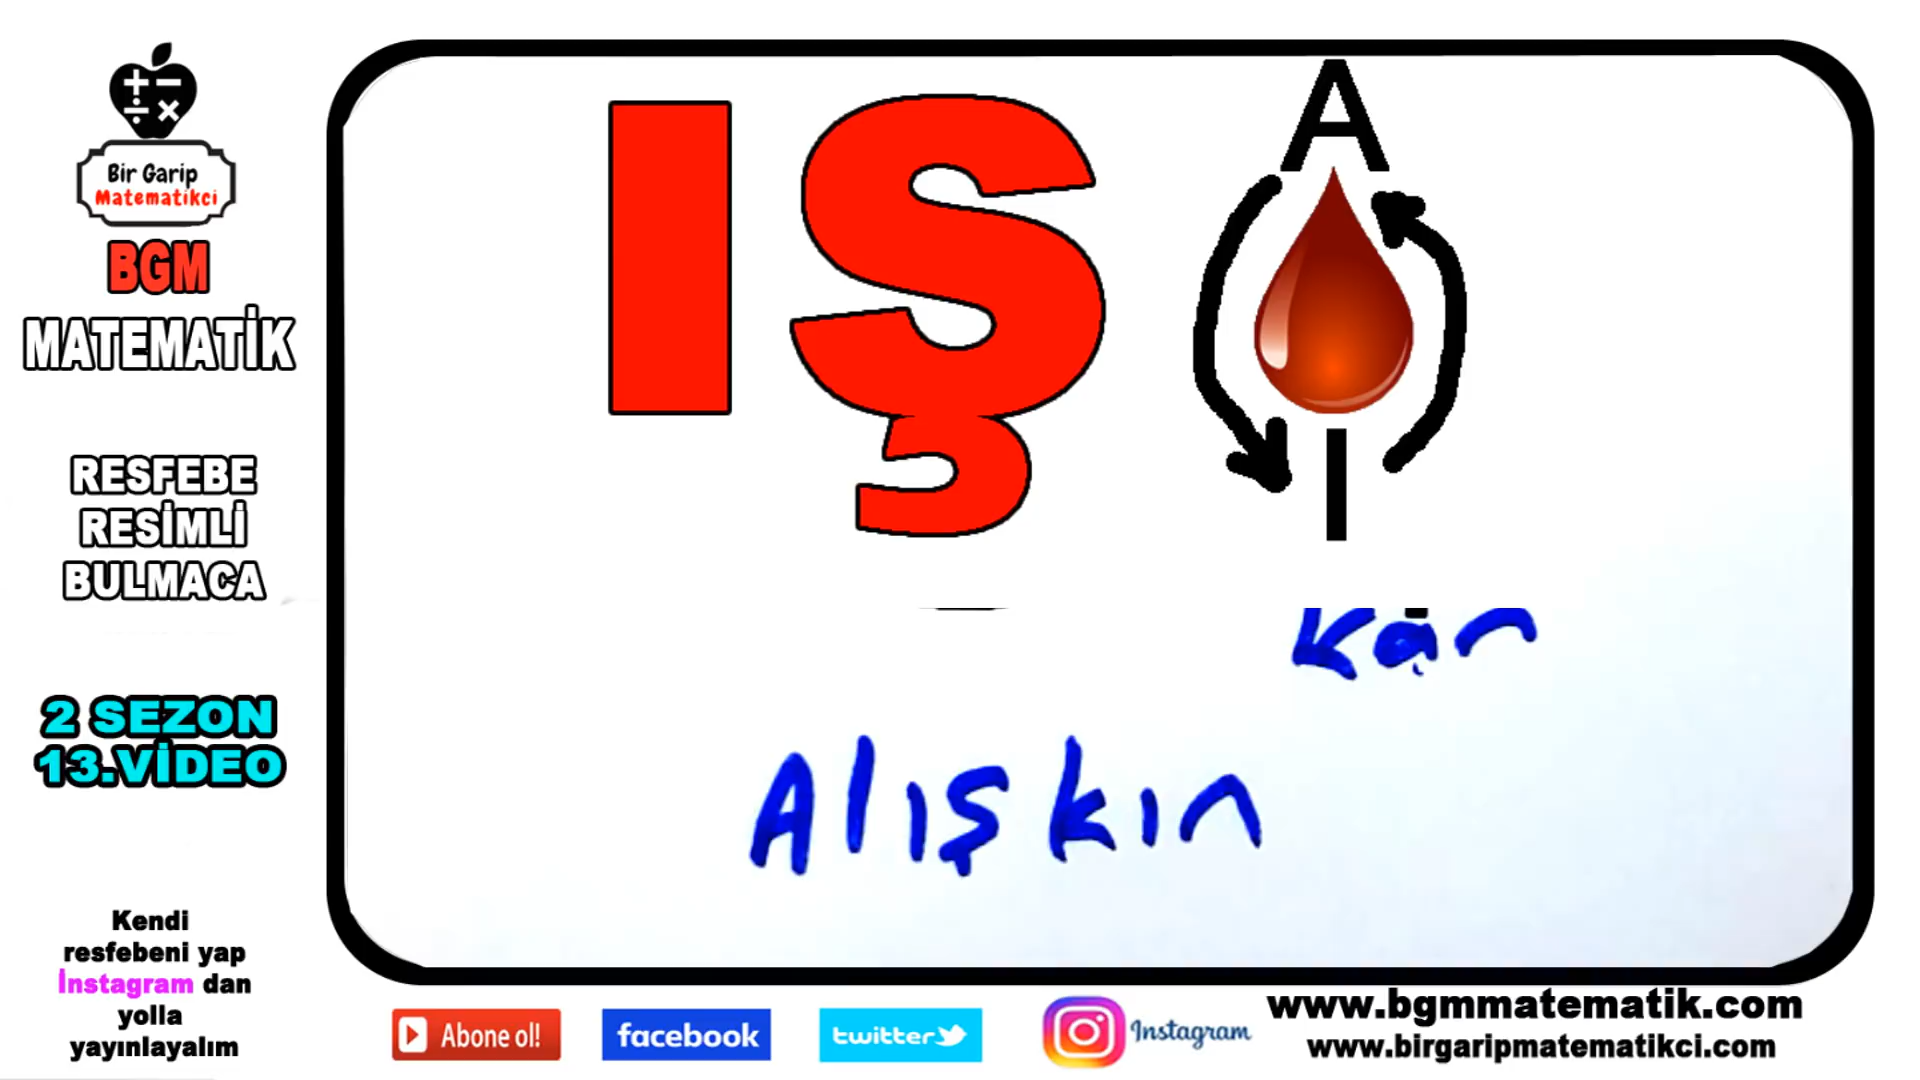 Bir Garip
Matematikci
BGM
MATEMATİK
RESFEBE
RESİMLİ
BULMACA
2 SEZON
13.VİDEO
Kendi
resfebeni yap
İnstagram dan
yolla
yayınlayalım
IŞ
A
I
kan
Alışkın
Abone ol!
facebook
twitter
Instagram
www.bgmmatematik.com
www.birgaripmatematikci.com